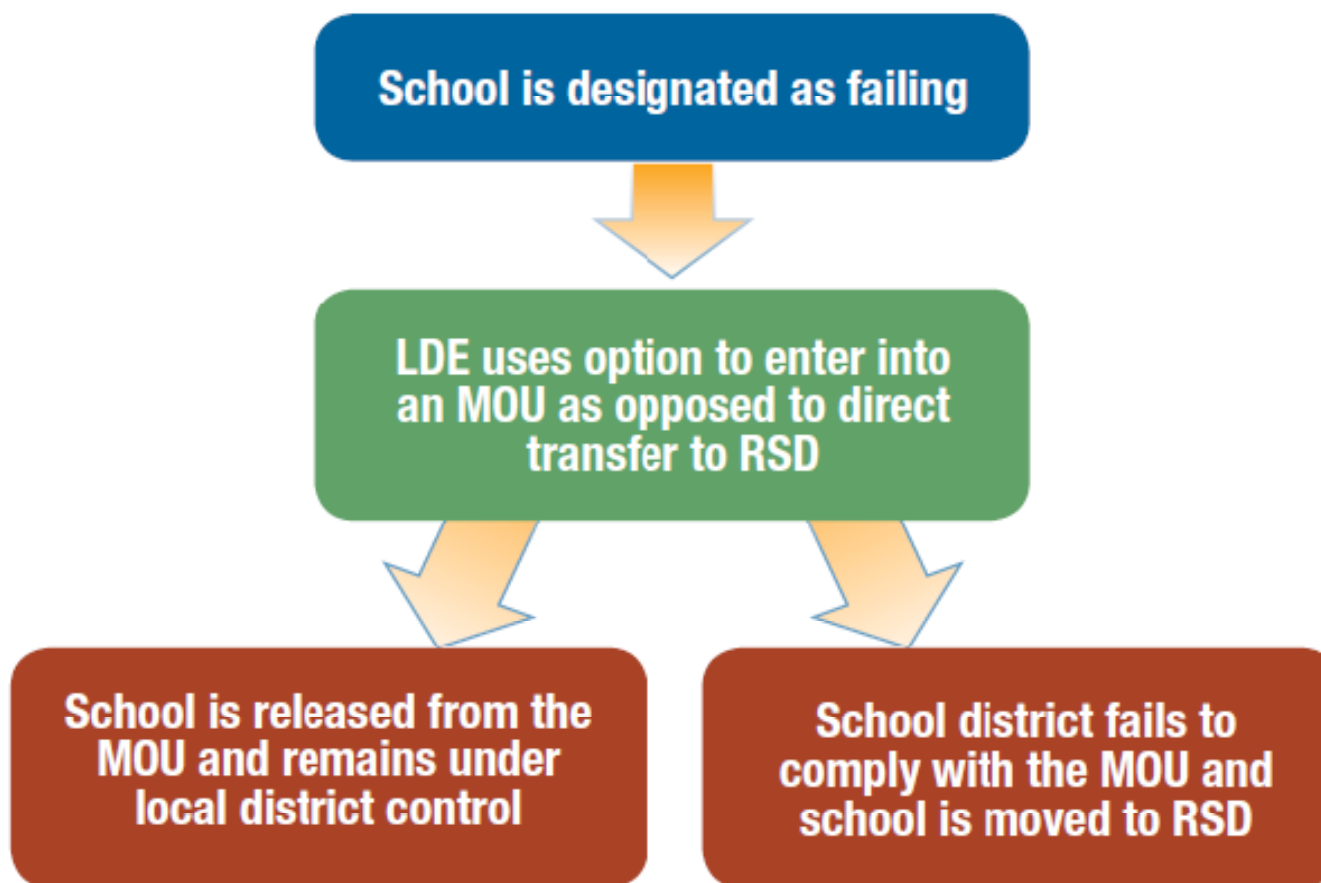 School is designated as failing
LDE uses option to enter into
an MOU as opposed to direct
transfer to RSD
School is released from the
MOU and remains under
local district control
School district fails to
comply with the MOU and
school is moved to RSD